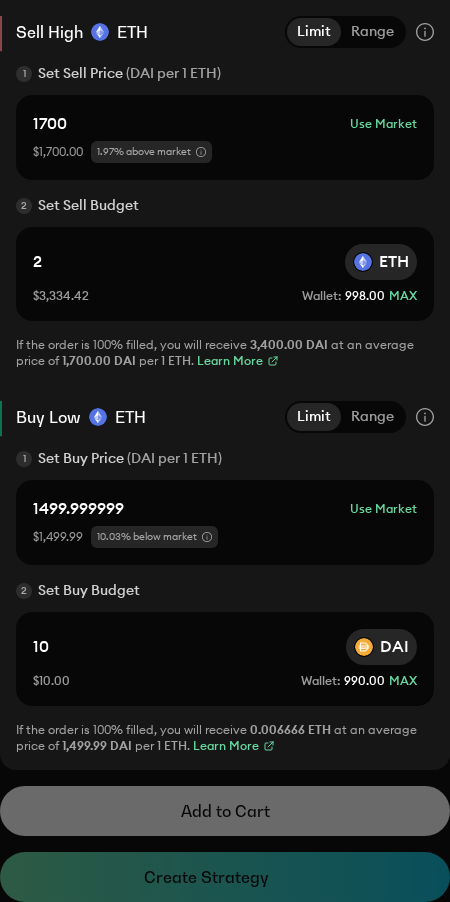 Sell High ETH Limit Range
1 Set Sell Price (DAI per 1 ETH)
1700 Use Market
$1,700.00 1.97% above market
2 Set Sell Budget
2 ETH
$3,334.42 Wallet: 998.00 MAX
If the order is 100% filled, you will receive 3,400.00 DAI at an average
price of 1,700.00 DAI per 1 ETH. Learn More
Buy Low ETH Limit Range
1 Set Buy Price (DAI per 1 ETH)
1499.999999 Use Market
$1,499.99 10.03% below market
2 Set Buy Budget
10 DAI
$10.00 Wallet: 990.00 MAX
If the order is 100% filled, you will receive 0.006666 ETH at an average
price of 1,499.99 DAI per 1 ETH. Learn More
Add to Cart
Create Strategy